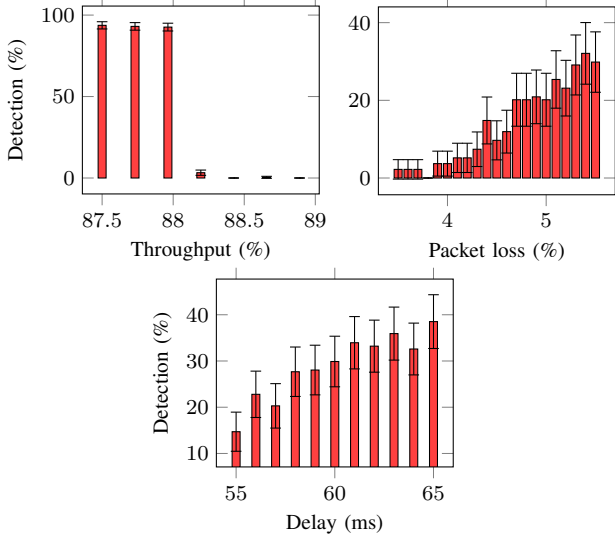 Detection (%)
100
50
0
87.5 88 88.5 89
Throughput (%)
40
20
0
4 5
Packet loss (%)
Detection (%)
40
30
20
10
55 60 65
Delay (ms)